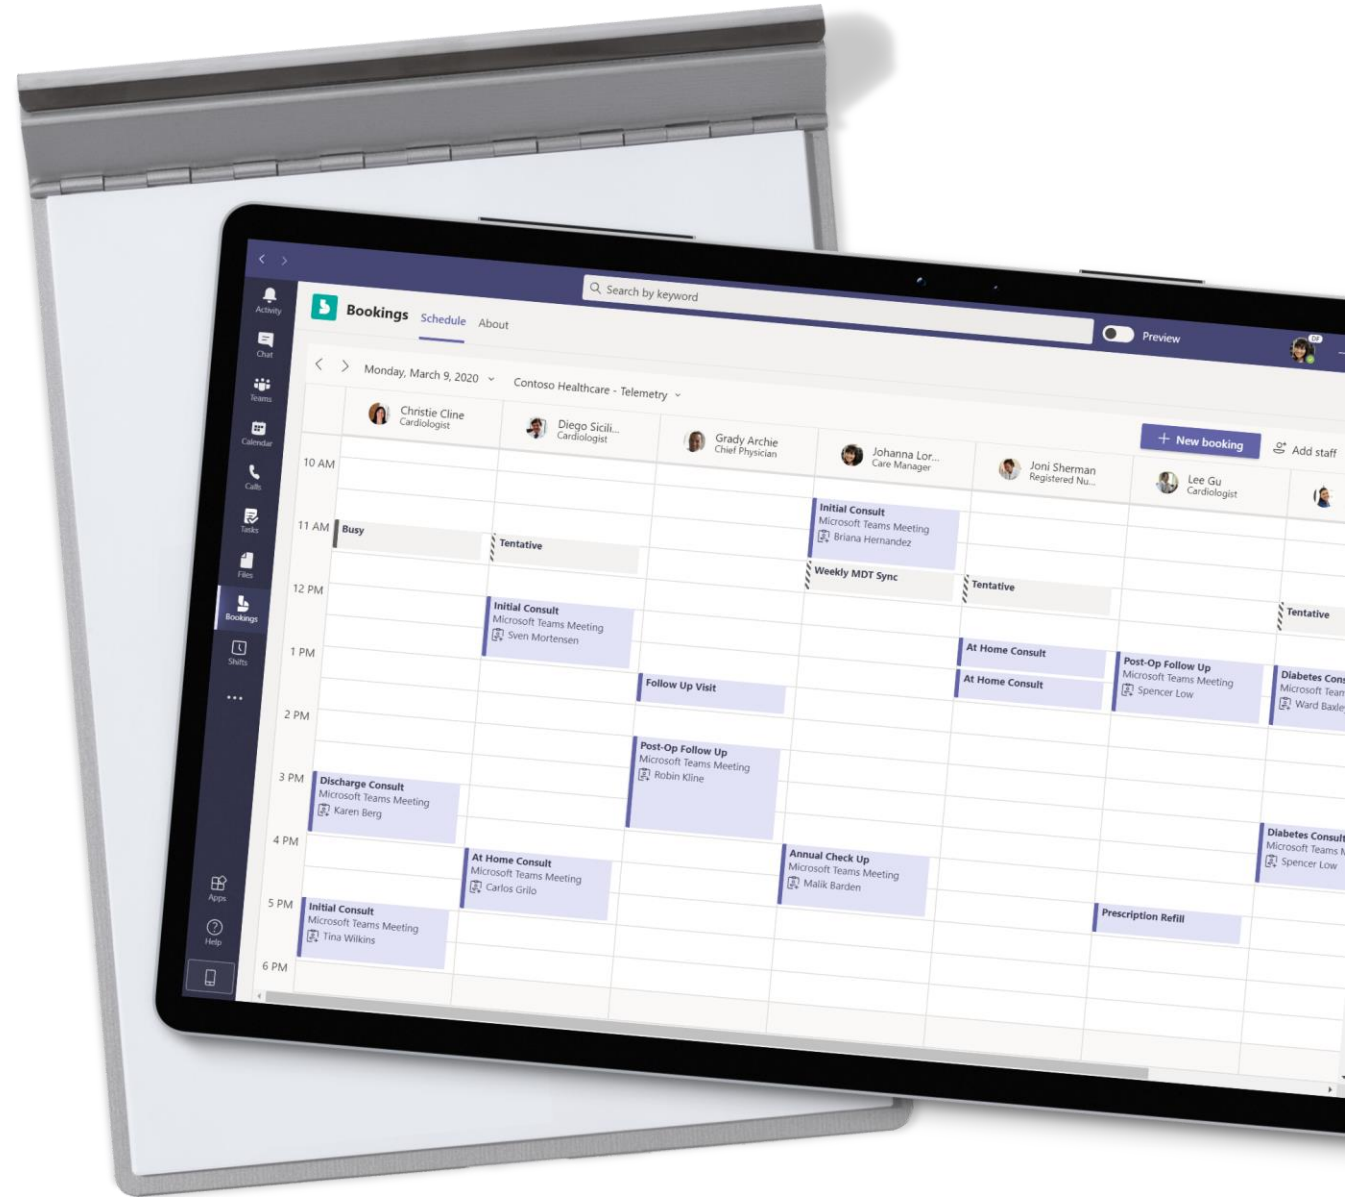 Search by keyword
Preview
Activity
Chat
Teams
Calendar
Calls
Tasks
Files
Bookings
Shifts
Apps
Help
Bookings
Schedule
About
Monday, March 9, 2020
Contoso Healthcare - Telemetry
+ New booking
Add staff
Christie Cline
Cardiologist
Diego Sicili...
Cardiologist
Grady Archie
Chief Physician
Johanna Lor...
Care Manager
Joni Sherman
Registered Nu...
Lee Gu
Cardiologist
10 AM
11 AM
12 PM
1 PM
2 PM
3 PM
4 PM
5 PM
6 PM
Busy
Discharge Consult
Microsoft Teams Meeting
Karen Berg
Initial Consult
Microsoft Teams Meeting
Tina Wilkins
Tentative
Initial Consult
Microsoft Teams Meeting
Sven Mortensen
At Home Consult
Microsoft Teams Meeting
Carlos Grilo
Follow Up Visit
Post-Op Follow Up
Microsoft Teams Meeting
Robin Kline
Initial Consult
Microsoft Teams Meeting
Briana Hernandez
Weekly MDT Sync
Annual Check Up
Microsoft Teams Meeting
Malik Barden
Tentative
At Home Consult
At Home Consult
Post-Op Follow Up
Microsoft Teams Meeting
Spencer Low
Prescription Refill
Tentative
Diabetes Cons
Microsoft Team
Ward Baxle
Diabetes Consult
Microsoft Teams M
Spencer Low